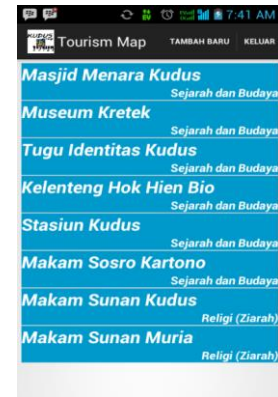 7:41 AM
KUDUS
Tourism Map TAMBAH BARU KELUAR
Masjid Menara Kudus
Sejarah dan Budaya
Museum Kretek
Sejarah dan Budaya
Tugu Identitas Kudus
Sejarah dan Budaya
Kelenteng Hok Hien Bio
Sejarah dan Budaya
Stasiun Kudus
Sejarah dan Budaya
Makam Sosro Kartono
Sejarah dan Budaya
Makam Sunan Kudus
Religi (Ziarah)
Makam Sunan Muria
Religi (Ziarah)